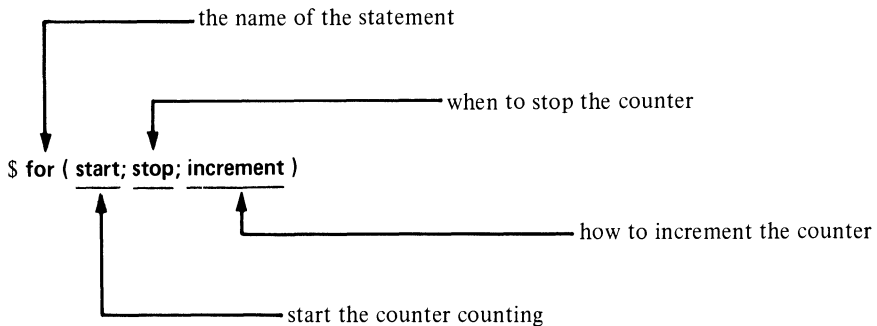 the name of the statement
when to stop the counter
$ for ( start; stop; increment )
how to increment the counter
start the counter counting